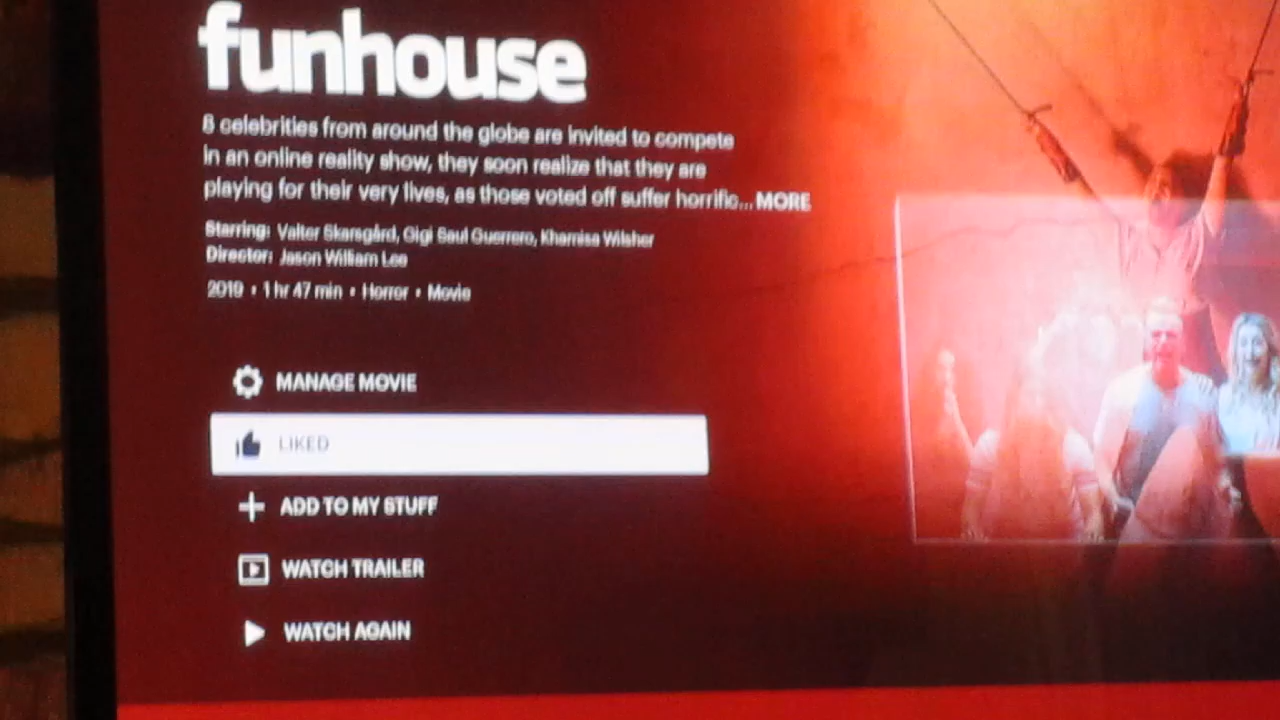 funhouse
8 celebrities from around the globe are invited to compete
in an online reality show, they soon realize that they are
playing for their very lives, as those voted off suffer horrific... MORE
Starring: Valter Skarsgård, Gigi Saul Guerrero, Khamisa Wilsher
Director: Jason William Lee
2019 • 1 hr 47 min • Horror • Movie
MANAGE MOVIE
LIKED
ADD TO MY STUFF
WATCH TRAILER
WATCH AGAIN